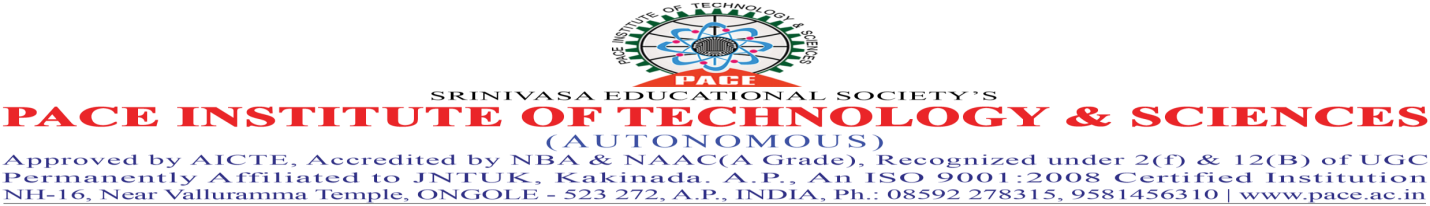 PACE INSTITUTE OF TECHNOLOGY & SCIENCES
PACE
SRINIVASA EDUCATIONAL SOCIETY'S
PACE INSTITUTE OF TECHNOLOGY & SCIENCES
(AUTONOMOUS)
Approved by AICTE, Accredited by NBA & NAAC(A Grade), Recognized under 2(f) & 12(B) of UGC
Permanently Affiliated to JNTUK, Kakinada. A.P., An ISO 9001:2008 Certified Institution
NH-16, Near Valluramma Temple, ONGOLE - 523 272, A.P., INDIA, Ph.: 08592 278315, 9581456310 | www.pace.ac.in